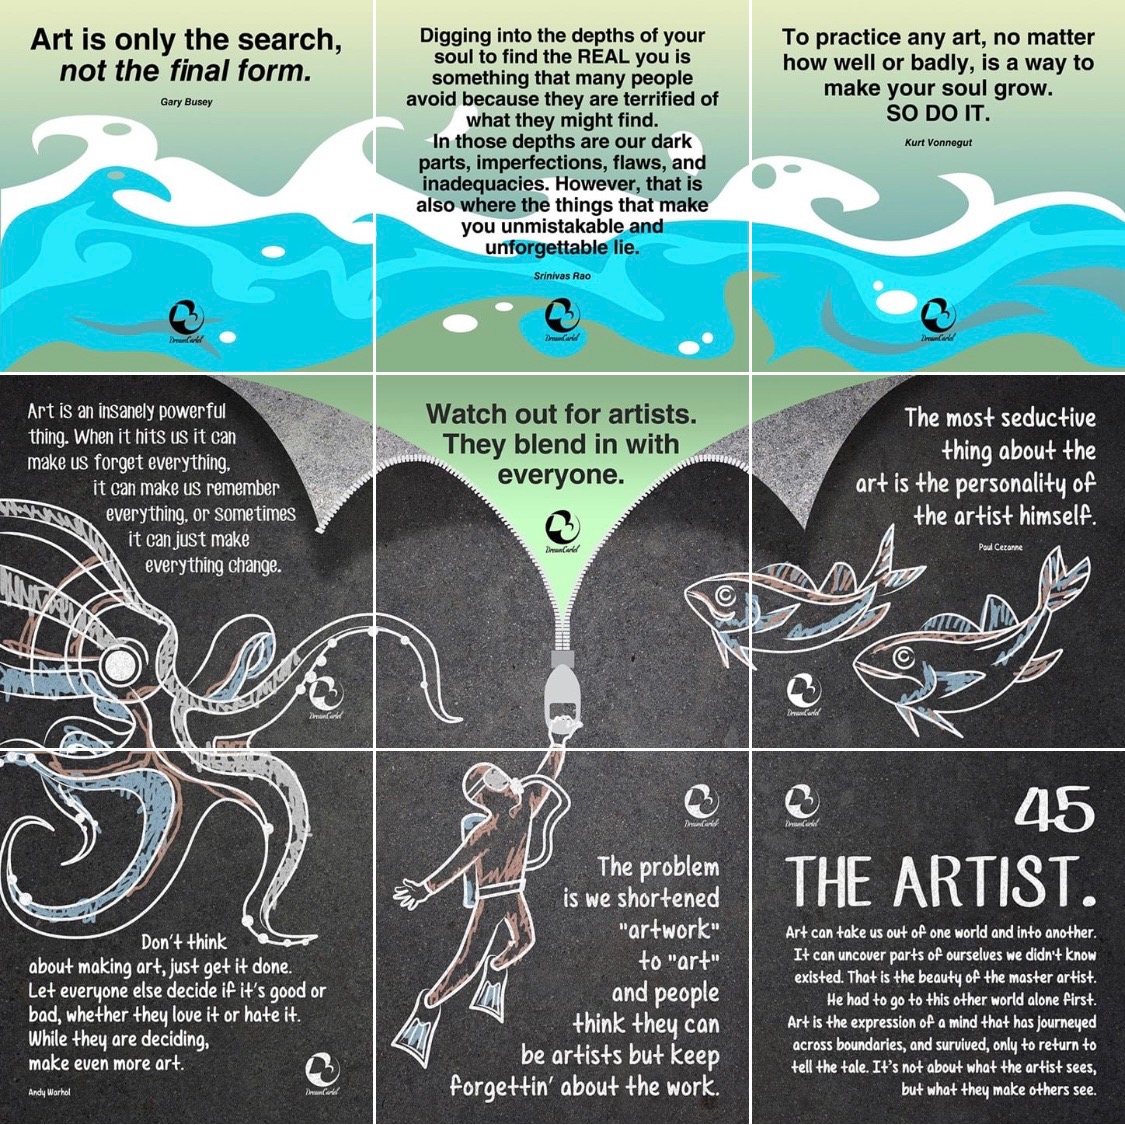 Art is only the search,
not the final form.
Gary Busey
DreamCartel
Digging into the depths of your
soul to find the REAL you is
something that many people
avoid because they are terrified of
what they might find.
In those depths are our dark
parts, imperfections, flaws, and
inadequacies. However, that is
also where the things that make
you unmistakable and
unforgettable lie.
Srinivas Rao
DreamCartel
To practice any art, no matter
how well or badly, is a way to
make your soul grow.
SO DO IT.
Kurt Vonnegut
DreamCartel
Art is an insanely powerful
thing. When it hits us it can
make us forget everything,
it can make us remember
everything, or sometimes
it can just make
everything change.
DreamCartel
Watch out for artists.
They blend in with
everyone.
DreamCartel
The most seductive
thing about the
art is the personality of
the artist himself.
Paul Cezanne
DreamCartel
Don't think
about making art, just get it done.
Let everyone else decide if it's good or
bad, whether they love it or hate it.
While they are deciding,
make even more art.
Andy Warhol
DreamCartel
DreamCartel
The problem
is we shortened
"artwork"
to "art"
and people
think they can
be artists but keep
forgettin' about the work.
DreamCartel
45
THE ARTIST.
Art can take us out of one world and into another.
It can uncover parts of ourselves we didn't know
existed. That is the beauty of the master artist.
He had to go to this other world alone first.
Art is the expression of a mind that has journeyed
across boundaries, and survived, only to return to
tell the tale. It's not about what the artist sees,
but what they make others see.